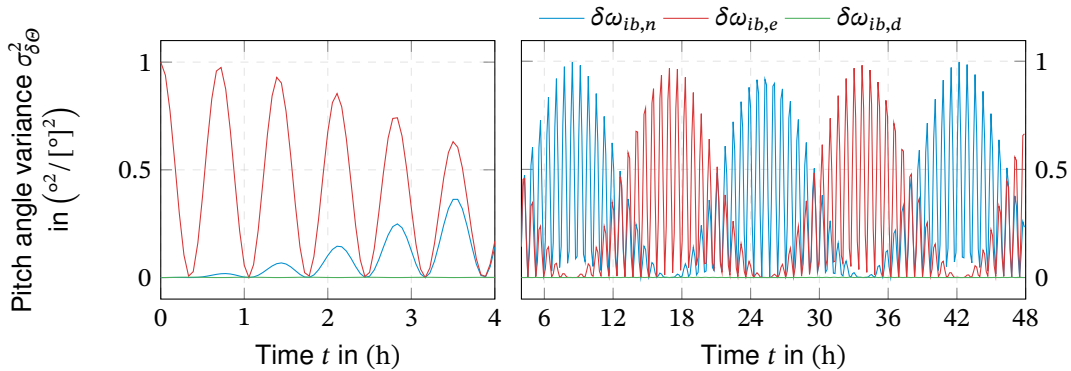 δω_{ib,n} δω_{ib,e} δω_{ib,d}
Pitch angle variance σ²_{δΘ}
in (°²/[°]²)
1
0.5
0
0 1 2 3 4
Time t in (h)
1
0.5
0
6 12 18 24 30 36 42 48
Time t in (h)